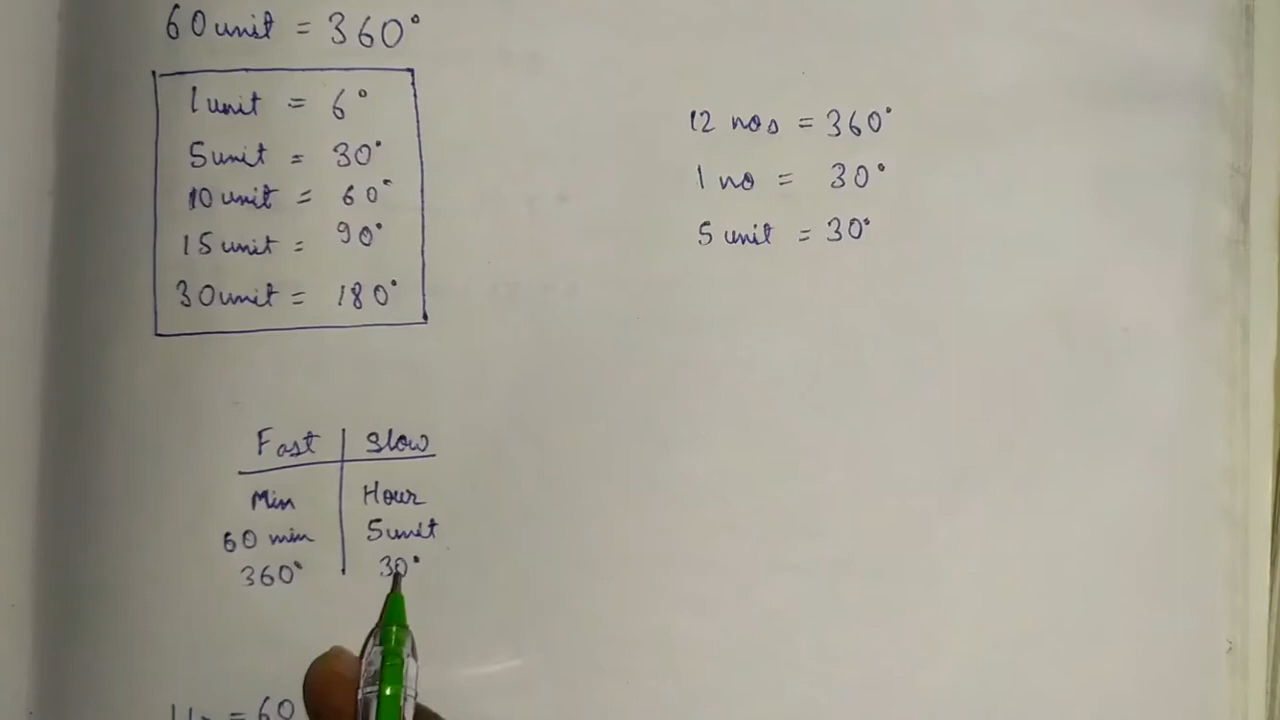 60 unit = 360°
1 unit = 6°
5 unit = 30°
10 unit = 60°
15 unit = 90°
30 unit = 180°
12 nos = 360°
1 no = 30°
5 unit = 30°
Fast | Slow
Min | Hour
60 min | 5 unit
360° | 30°
= 60